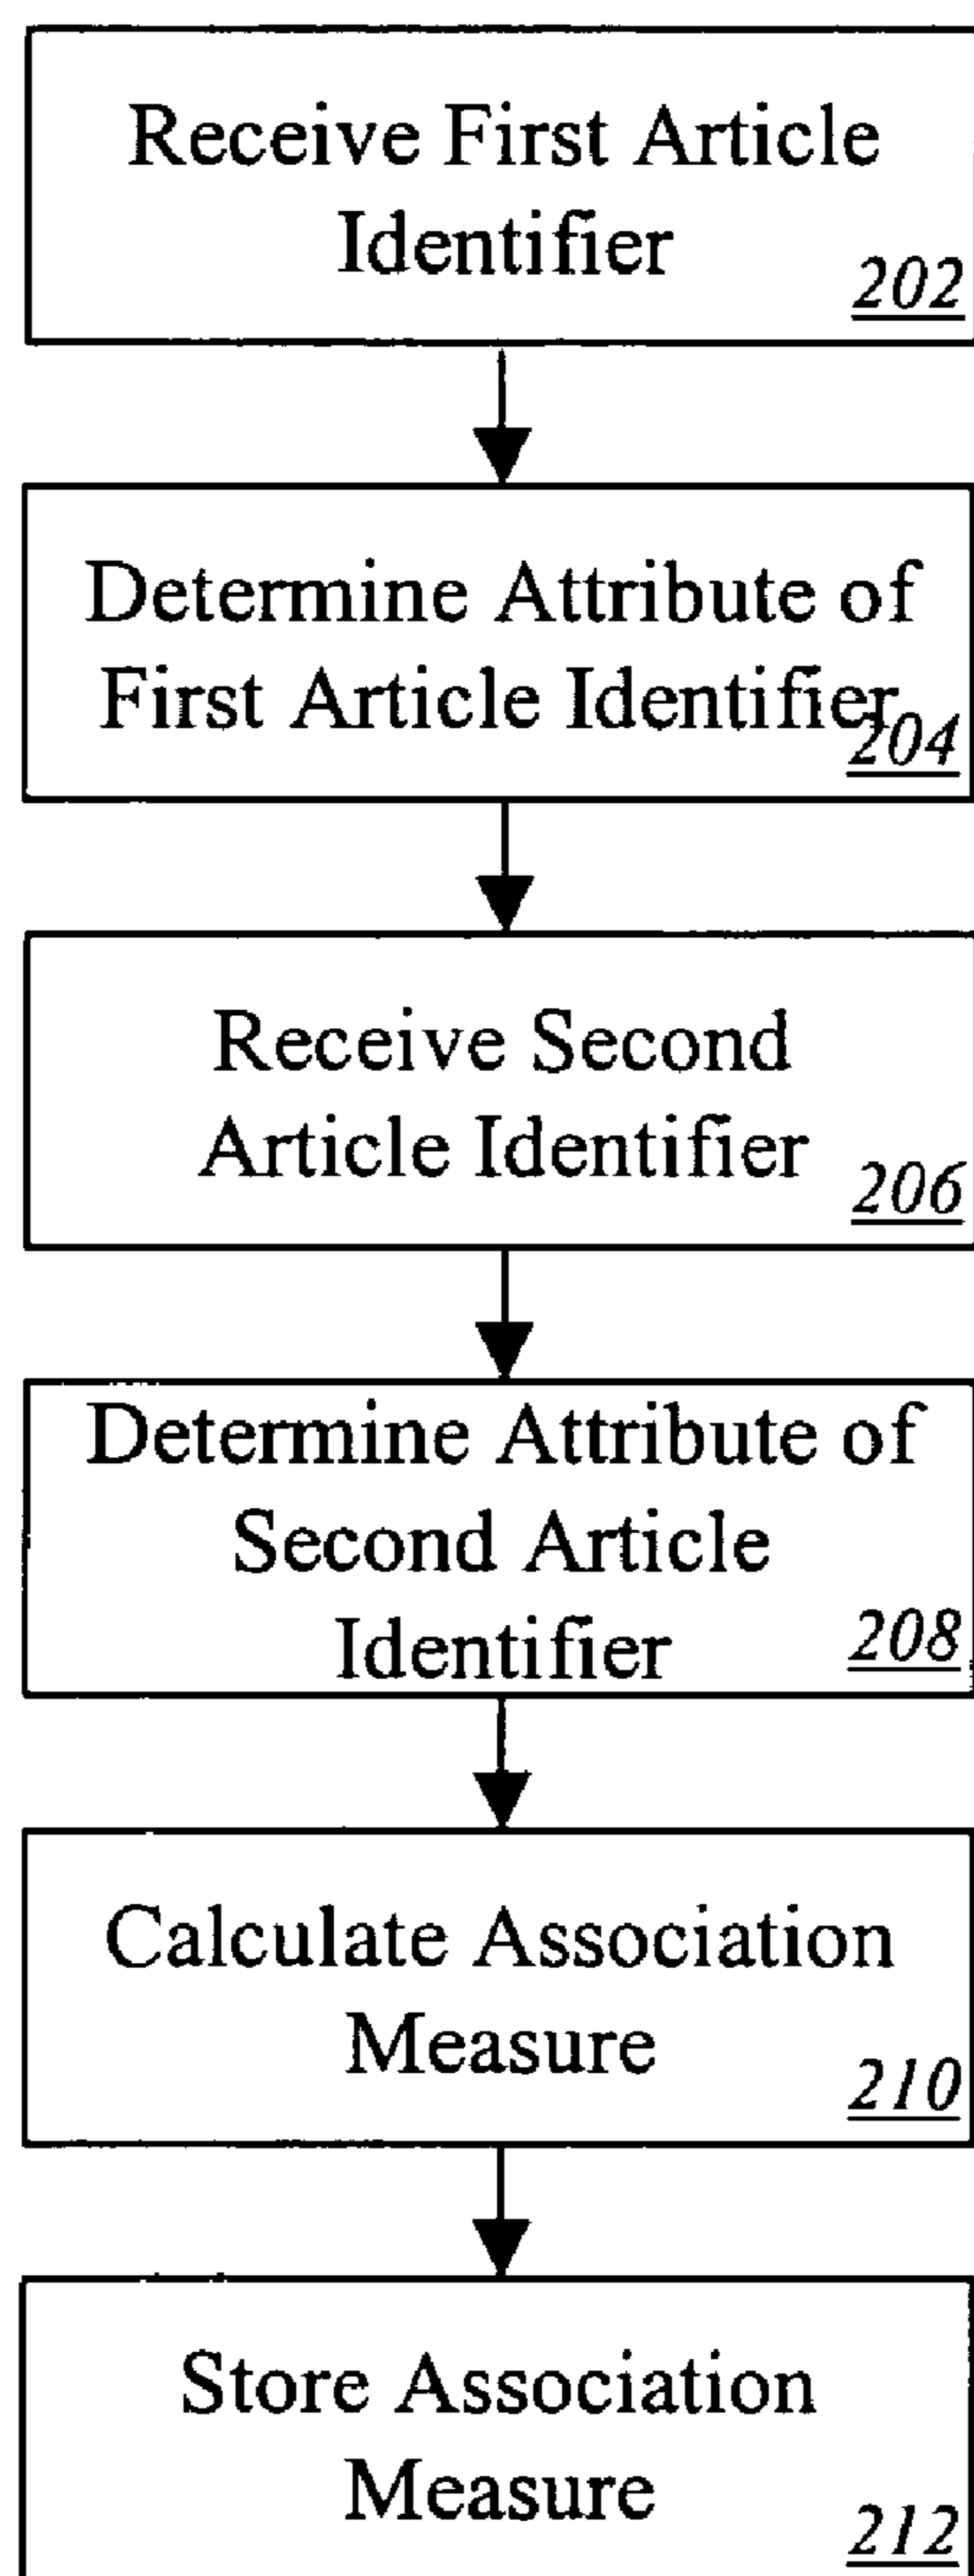 Receive First Article
Identifier
202
Determine Attribute of
First Article Identifier
204
Receive Second
Article Identifier
206
Determine Attribute of
Second Article
Identifier
208
Calculate Association
Measure
210
Store Association
Measure
212